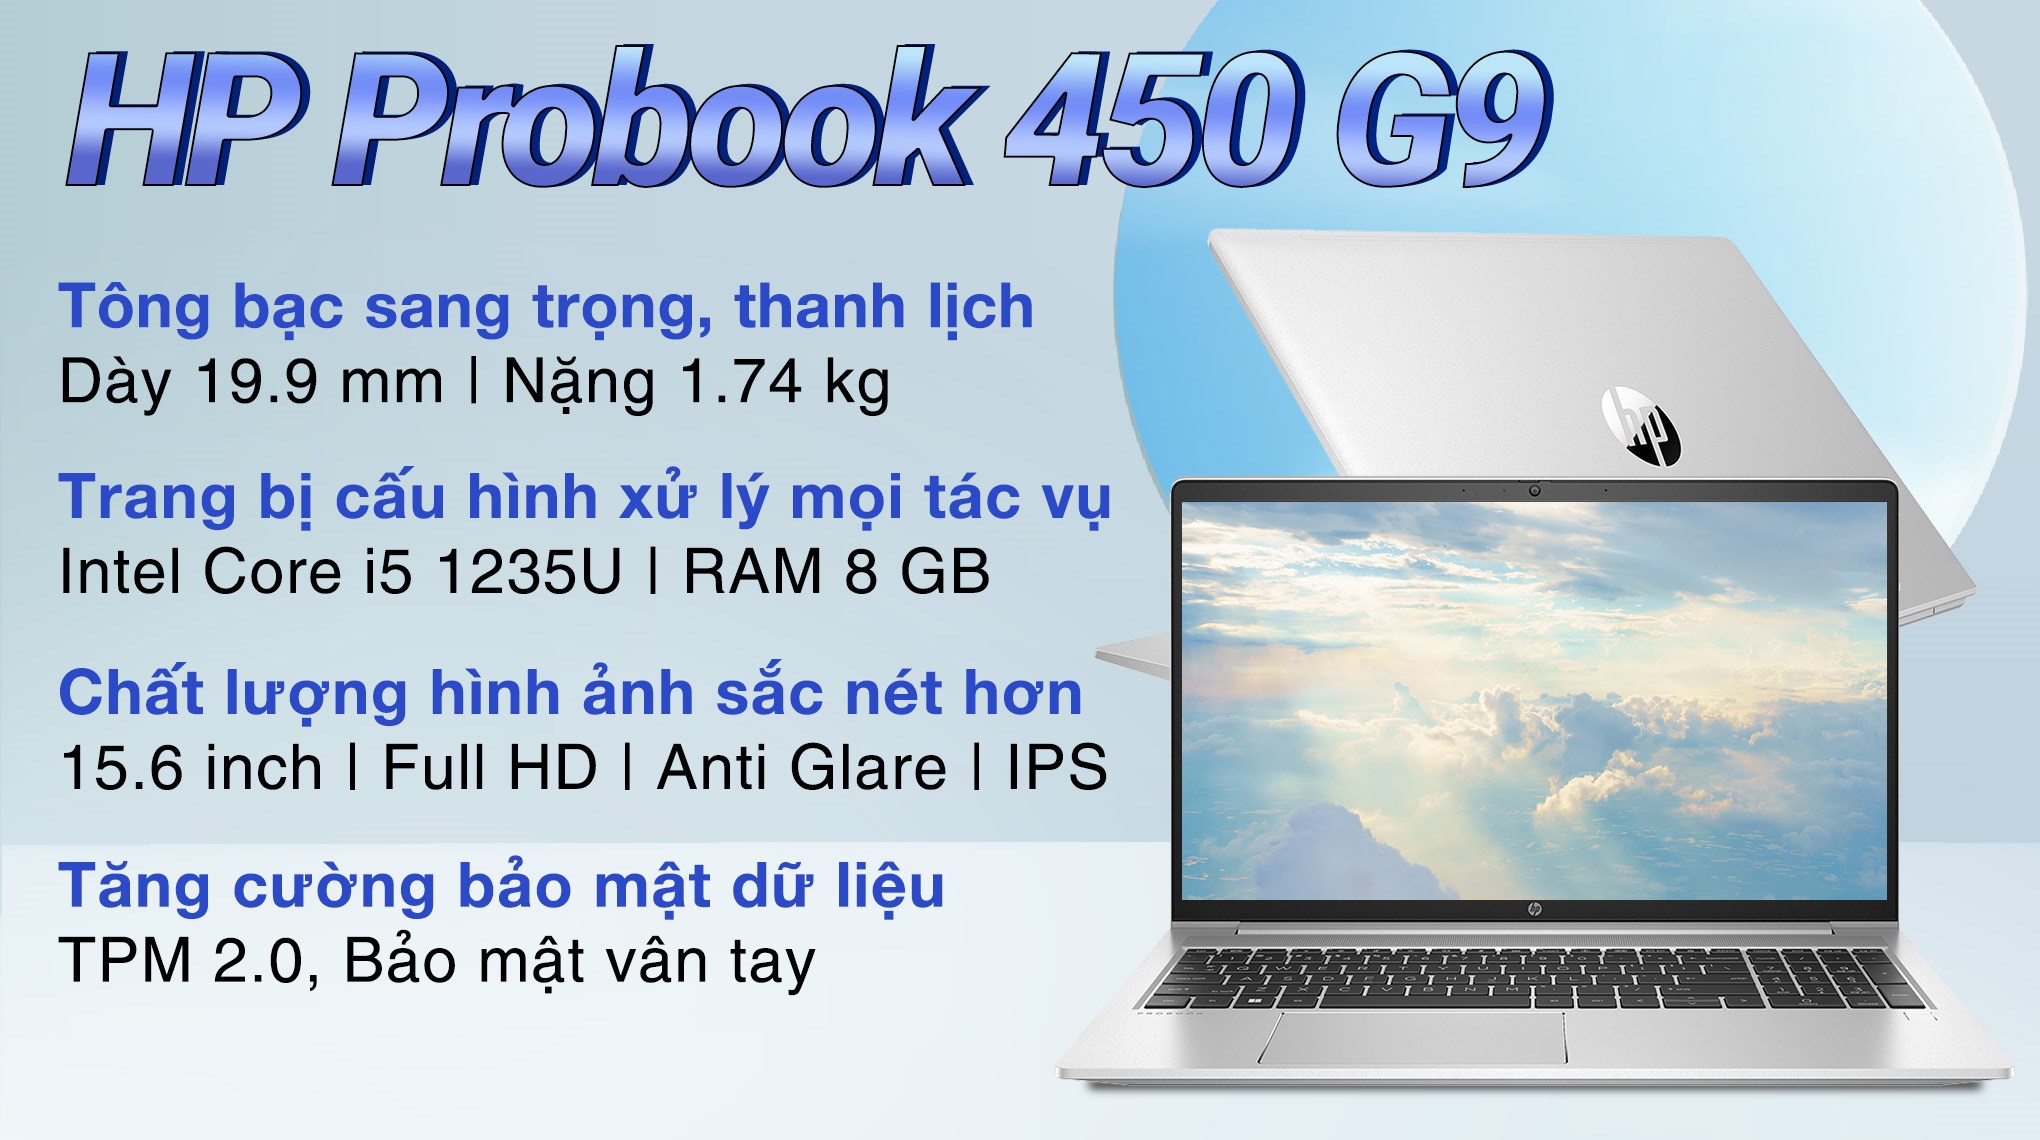 HP Probook 450 G9
Tông bạc sang trọng, thanh lịch
Dày 19.9 mm | Nặng 1.74 kg
Trang bị cấu hình xử lý mọi tác vụ
Intel Core i5 1235U | RAM 8 GB
Chất lượng hình ảnh sắc nét hơn
15.6 inch | Full HD | Anti Glare | IPS
Tăng cường bảo mật dữ liệu
TPM 2.0, Bảo mật vân tay
hp
hp
PROBOOK